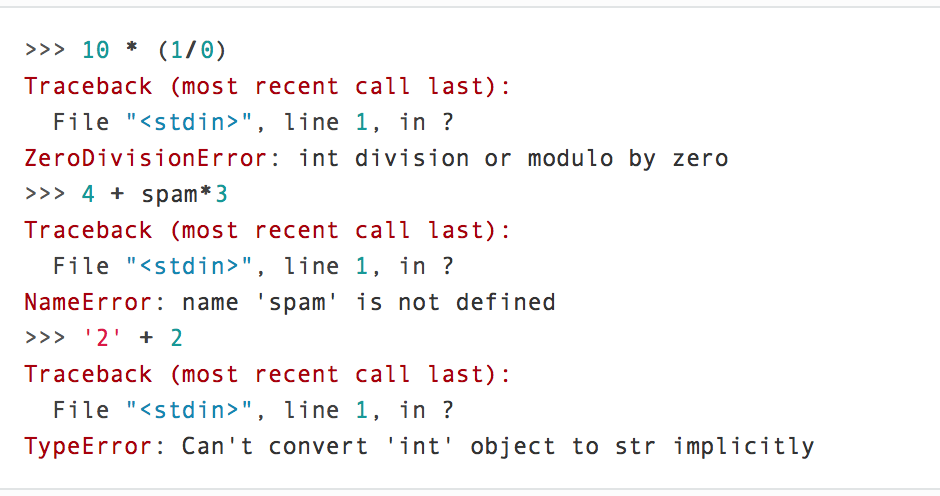 >>> 10 * (1/0)
Traceback (most recent call last):
  File "<stdin>", line 1, in ?
ZeroDivisionError: int division or modulo by zero
>>> 4 + spam*3
Traceback (most recent call last):
  File "<stdin>", line 1, in ?
NameError: name 'spam' is not defined
>>> '2' + 2
Traceback (most recent call last):
  File "<stdin>", line 1, in ?
TypeError: Can't convert 'int' object to str implicitly